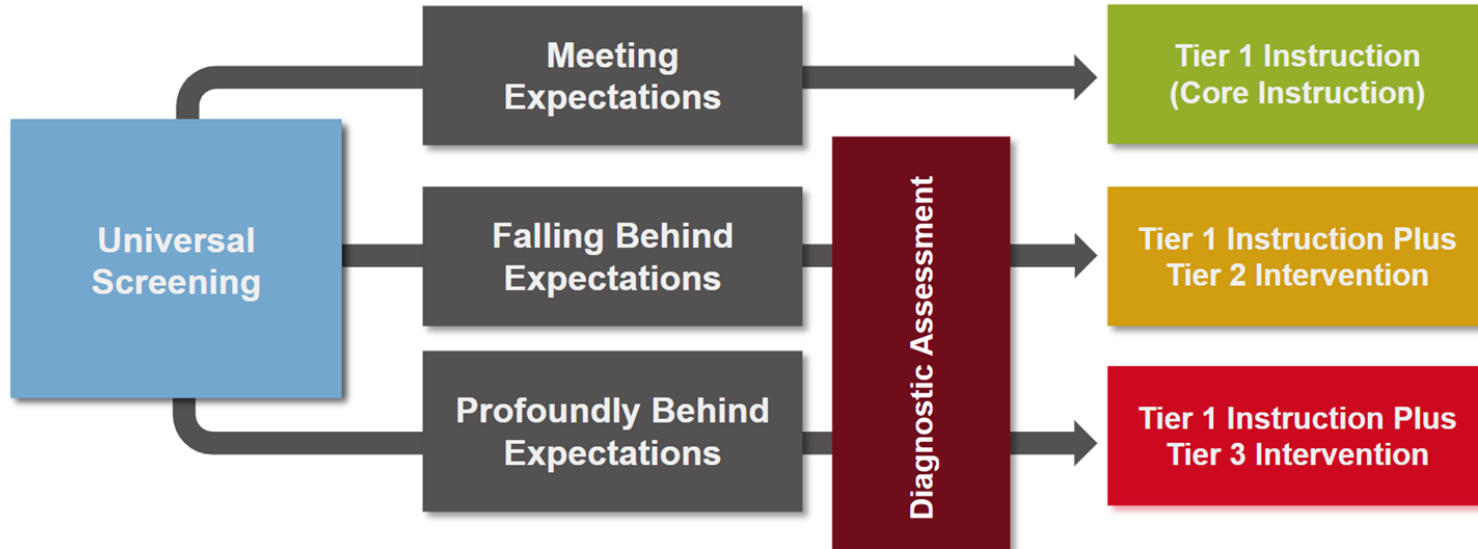 Meeting
Expectations
Tier 1 Instruction
(Core Instruction)
Universal
Screening
Falling Behind
Expectations
Diagnostic Assessment
Tier 1 Instruction Plus
Tier 2 Intervention
Profoundly Behind
Expectations
Tier 1 Instruction Plus
Tier 3 Intervention